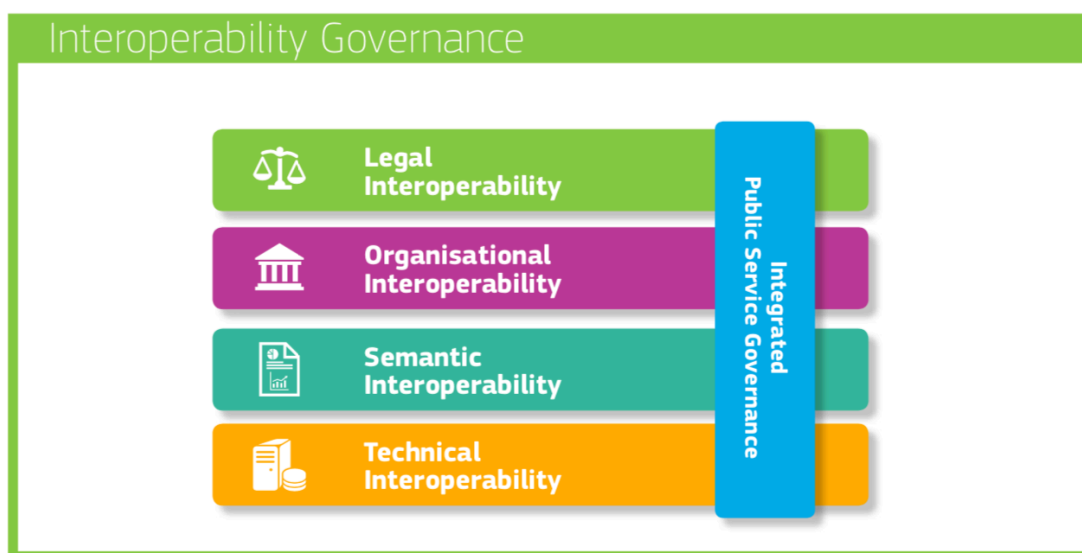 Interoperability Governance
Legal
Interoperability
Organisational
Interoperability
Semantic
Interoperability
Technical
Interoperability
Integrated
Public Service Governance